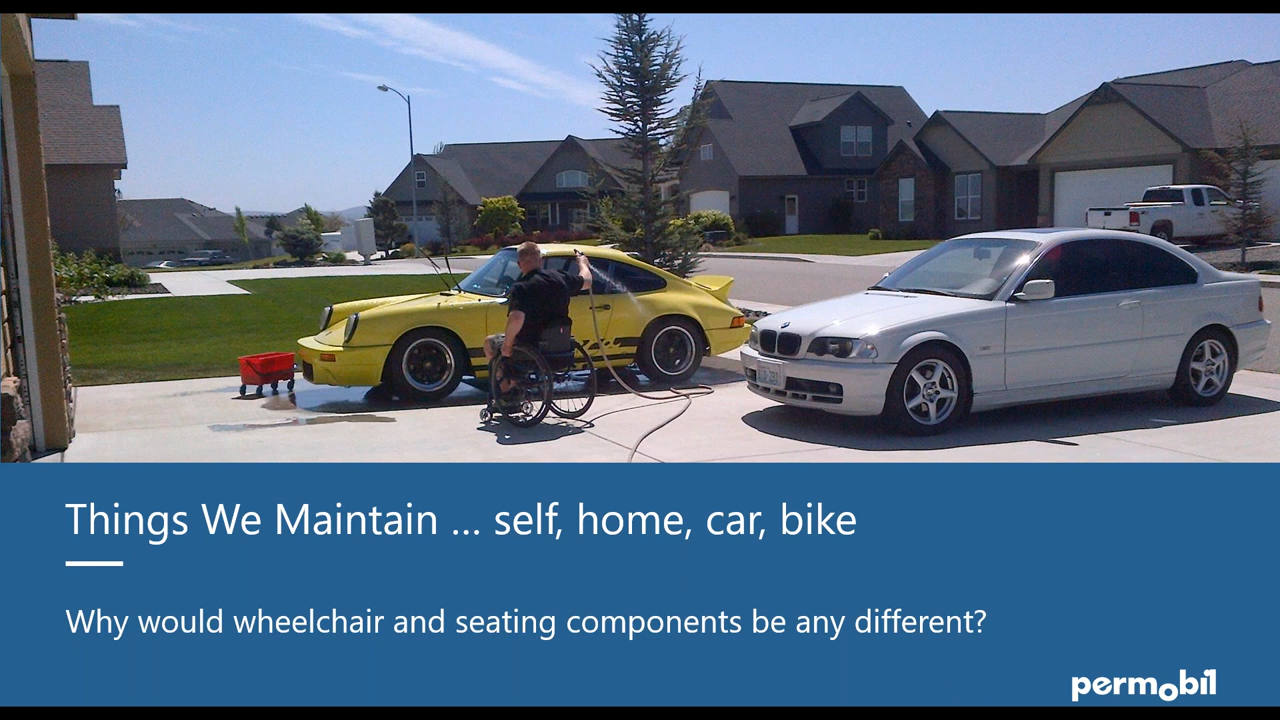 Things We Maintain ... self, home, car, bike
Why would wheelchair and seating components be any different?
permobil